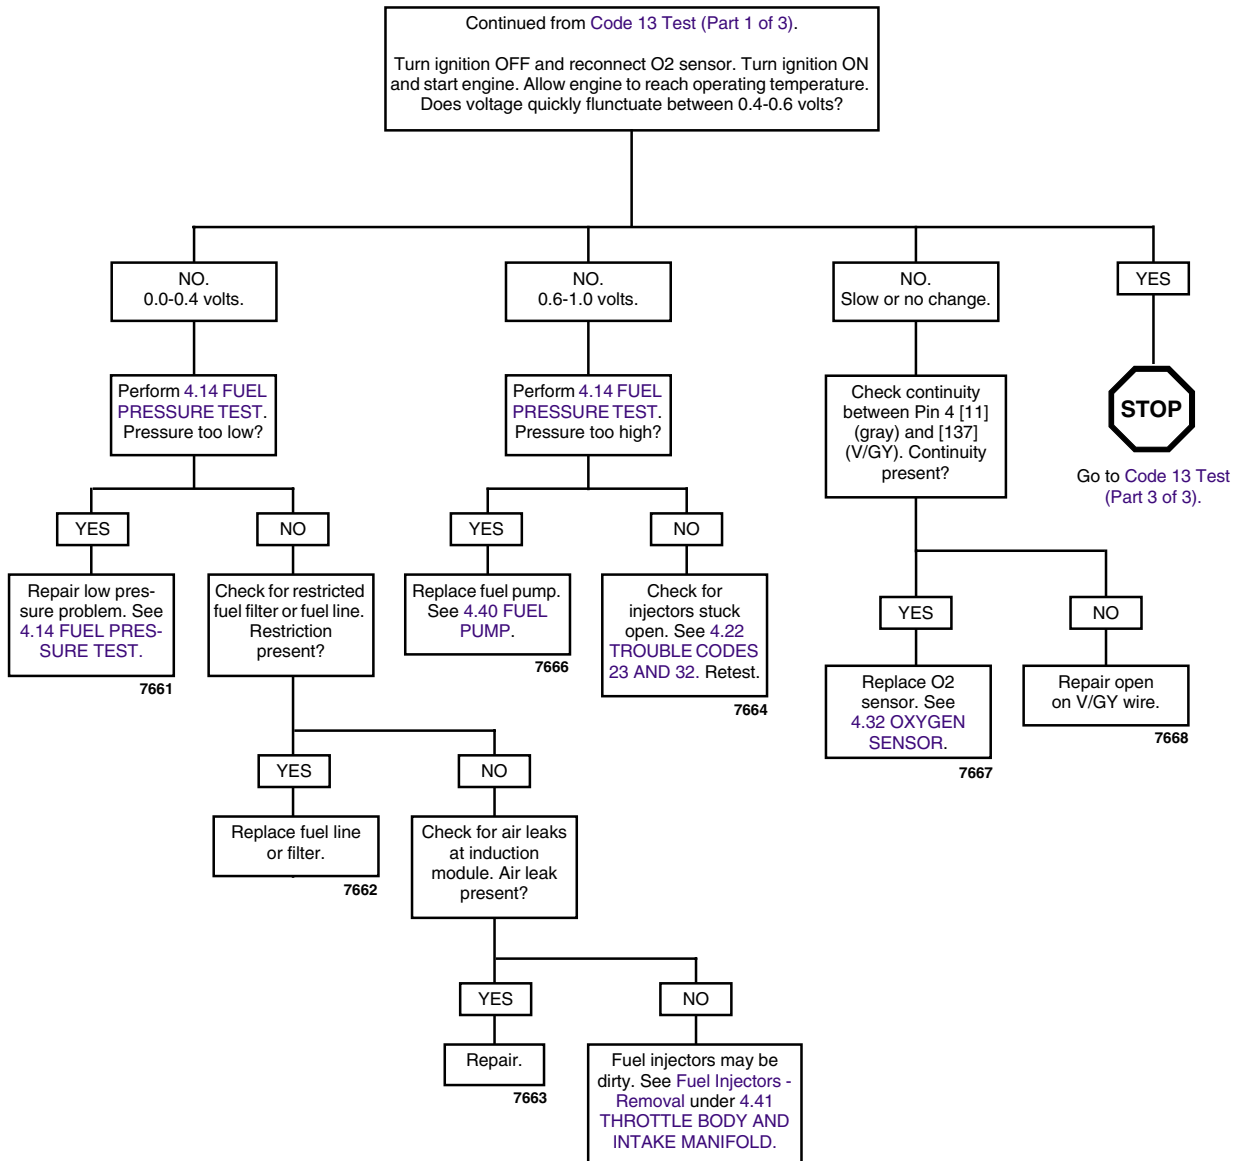 Continued from Code 13 Test (Part 1 of 3).
Turn ignition OFF and reconnect O2 sensor. Turn ignition ON
and start engine. Allow engine to reach operating temperature.
Does voltage quickly flunctuate between 0.4-0.6 volts?
NO.
0.0-0.4 volts.
NO.
0.6-1.0 volts.
NO.
Slow or no change.
YES
Perform 4.14 FUEL
PRESSURE TEST.
Pressure too low?
Perform 4.14 FUEL
PRESSURE TEST.
Pressure too high?
Check continuity
between Pin 4 [11]
(gray) and [137]
(V/GY). Continuity
present?
STOP
Go to Code 13 Test
(Part 3 of 3).
YES
NO
YES
NO
Repair low pres-
sure problem. See
4.14 FUEL PRES-
SURE TEST.
7661
Check for restricted
fuel filter or fuel line.
Restriction
present?
Replace fuel pump.
See 4.40 FUEL
PUMP.
7666
Check for
injectors stuck
open. See 4.22
TROUBLE CODES
23 AND 32. Retest.
7664
YES
NO
Replace O2
sensor. See
4.32 OXYGEN
SENSOR.
7667
Repair open
on V/GY wire.
7668
YES
NO
Replace fuel line
or filter.
7662
Check for air leaks
at induction
module. Air leak
present?
YES
NO
Repair.
7663
Fuel injectors may be
dirty. See Fuel Injectors -
Removal under 4.41
THROTTLE BODY AND
INTAKE MANIFOLD.